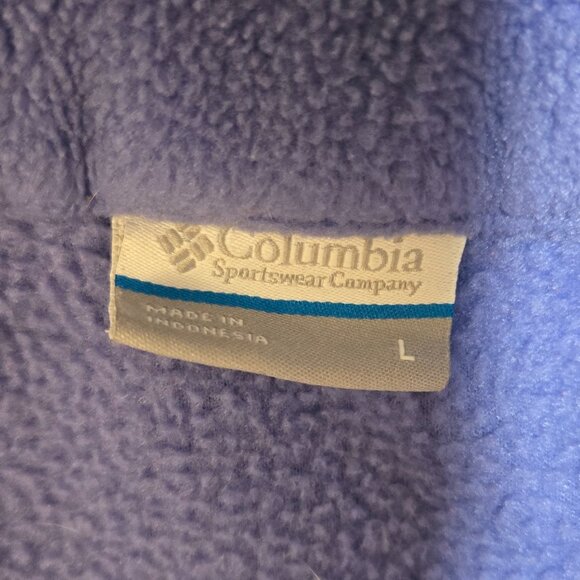 Columbia
Sportswear Company
MADE IN
INDONESIA
L